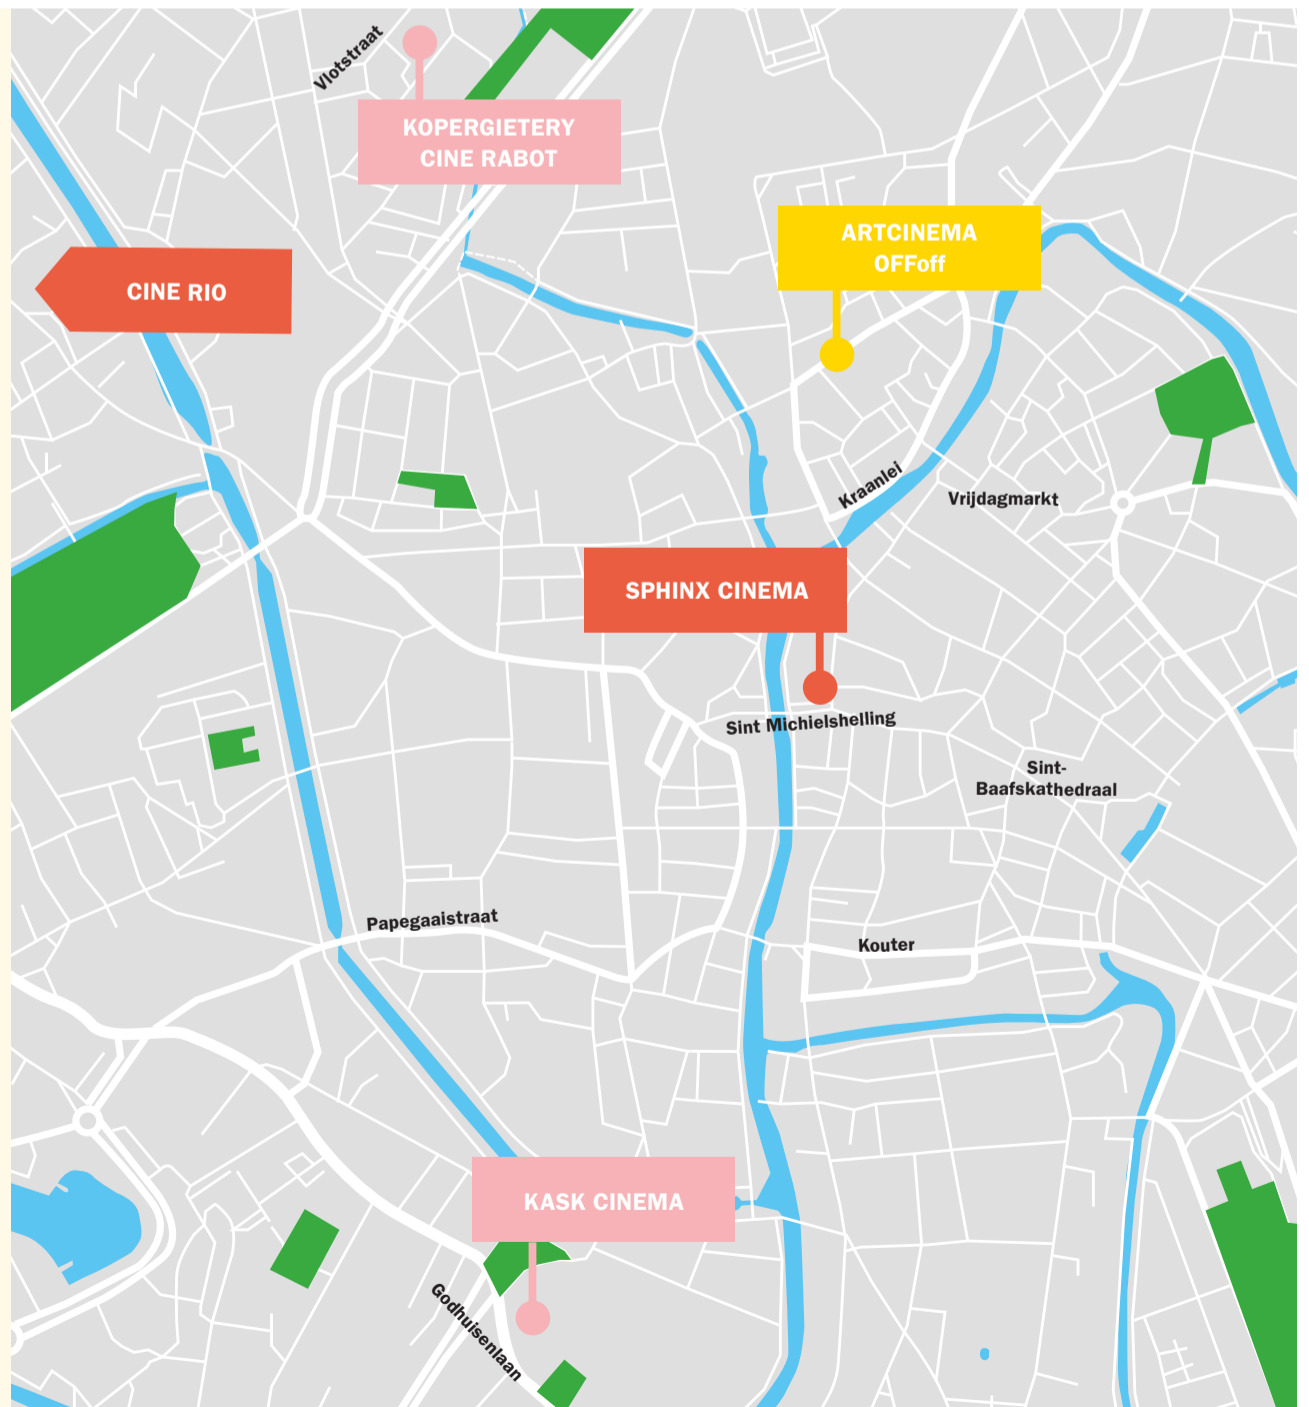 Vlotstraat
KOPERGIETERY
CINE RABOT
ARTCINEMA
OFFoff
CINE RIO
Kraanlei
Vrijdagmarkt
SPHINX CINEMA
Sint Michielshelling
Sint-
Baafskathedraal
Papegaaistraat
Kouter
KASK CINEMA
Godhuisenlaan